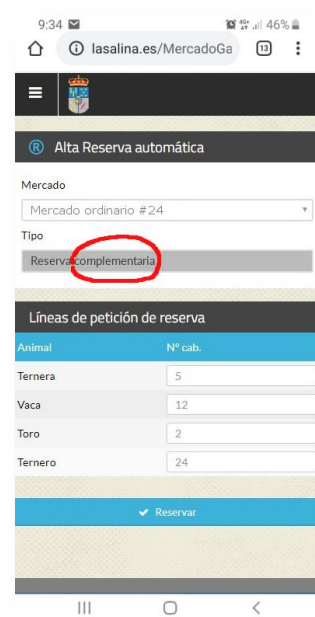 9:34 46%
lasalina.es/MercadoGa 13
Alta Reserva automática
Mercado
Mercado ordinario #24
Tipo
Reserva complementaria
Líneas de petición de reserva
Animal Nº cab.
Ternera 5
Vaca 12
Toro 2
Ternero 24
Reservar